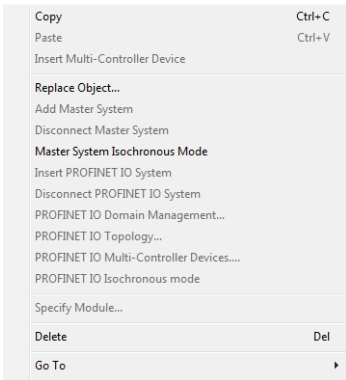 Copy Ctrl+C
Paste Ctrl+V
Insert Multi-Controller Device
Replace Object...
Add Master System
Disconnect Master System
Master System Isochronous Mode
Insert PROFINET IO System
Disconnect PROFINET IO System
PROFINET IO Domain Management...
PROFINET IO Topology...
PROFINET IO Multi-Controller Devices....
PROFINET IO Isochronous mode
Specify Module...
Delete Del
Go To